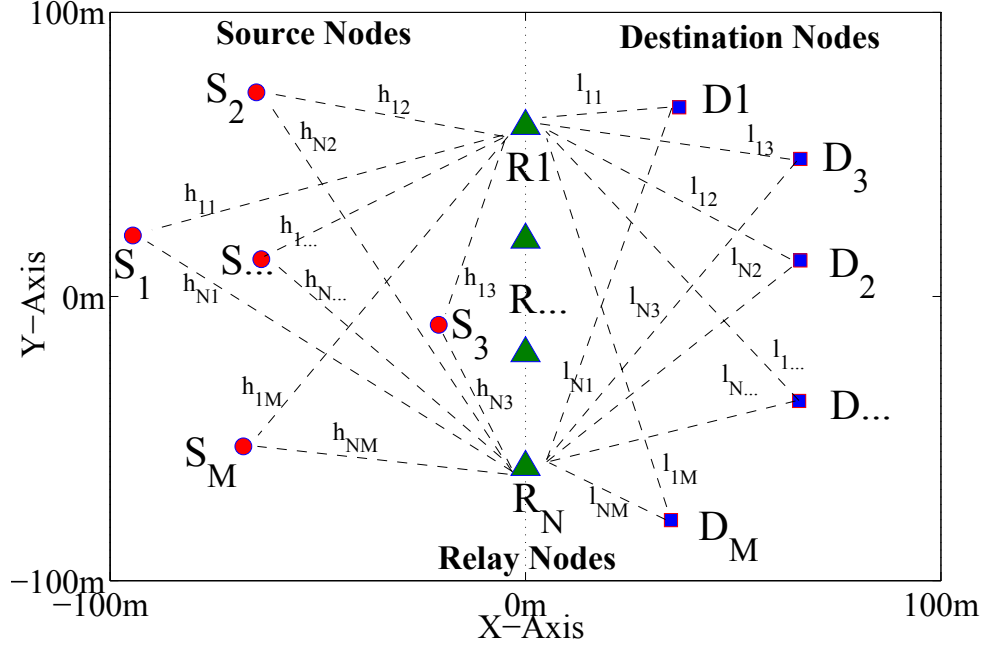 100m
Source Nodes
Destination Nodes
S2
h12
l11
D1
hN2
l13
R1
D3
h11
l12
h1...
S1
S...
hN1
hN...
h13
lN2
D2
Y−Axis
0m
R...
lN3
S3
h1M
hN3
lN1
lN...
l1...
D...
SM
hNM
l1M
RN
lNM
DM
Relay Nodes
−100m
−100m
0m
100m
X−Axis